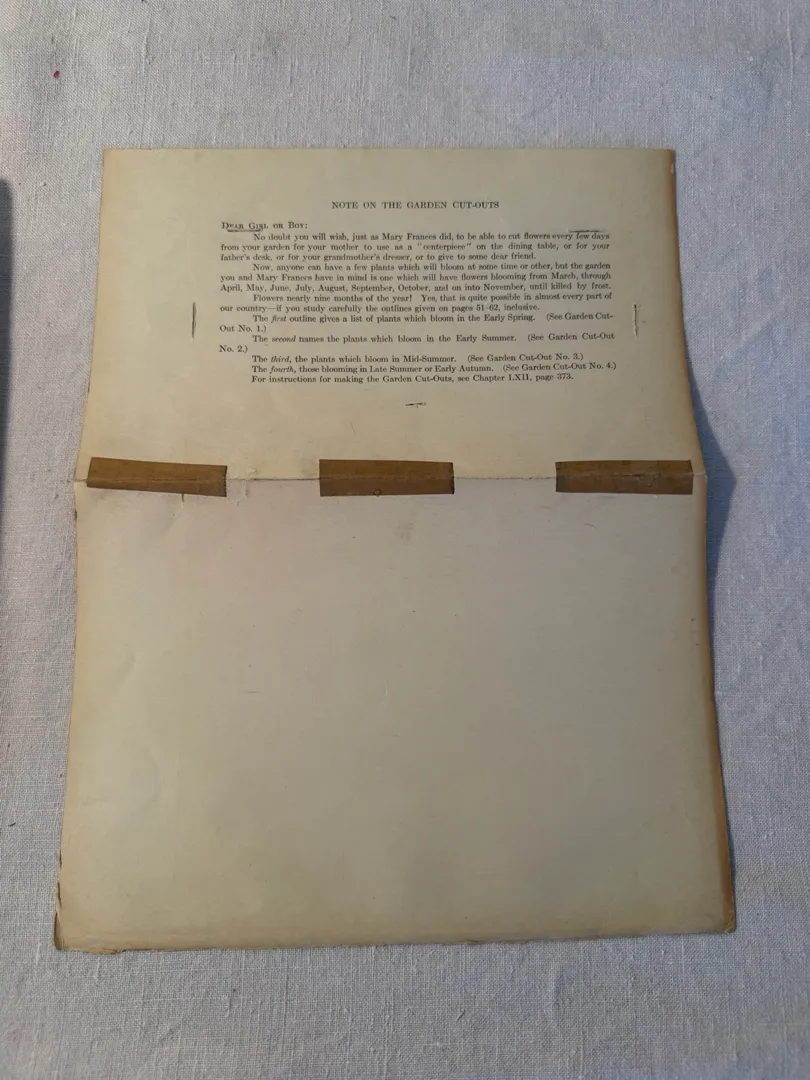 NOTE ON THE GARDEN CUT-OUTS
DEAR GIRL OR BOY:
No doubt you will wish, just as Mary Frances did, to be able to cut flowers every few days
from your garden for your mother to use as a "centerpiece" on the dining table, or for your
father's desk, or for your grandmother's dresser, or to give to some dear friend.
Now, anyone can have a few plants which will bloom at some time or other, but the garden
you and Mary Frances have in mind is one which will have flowers blooming from March, through
April, May, June, July, August, September, October, and on into November, until killed by frost.
Flowers nearly nine months of the year! Yes, that is quite possible in almost every part of
our country—if you study carefully the outlines given on pages 51-62, inclusive.
The first outline gives a list of plants which bloom in the Early Spring. (See Garden Cut-
Out No. 1.)
The second names the plants which bloom in the Early Summer. (See Garden Cut-Out
No. 2.)
The third, the plants which bloom in Mid-Summer. (See Garden Cut-Out No. 3.)
The fourth, those blooming in Late Summer or Early Autumn. (See Garden Cut-Out No. 4.)
For instructions for making the Garden Cut-Outs, see Chapter LXII, page 373.